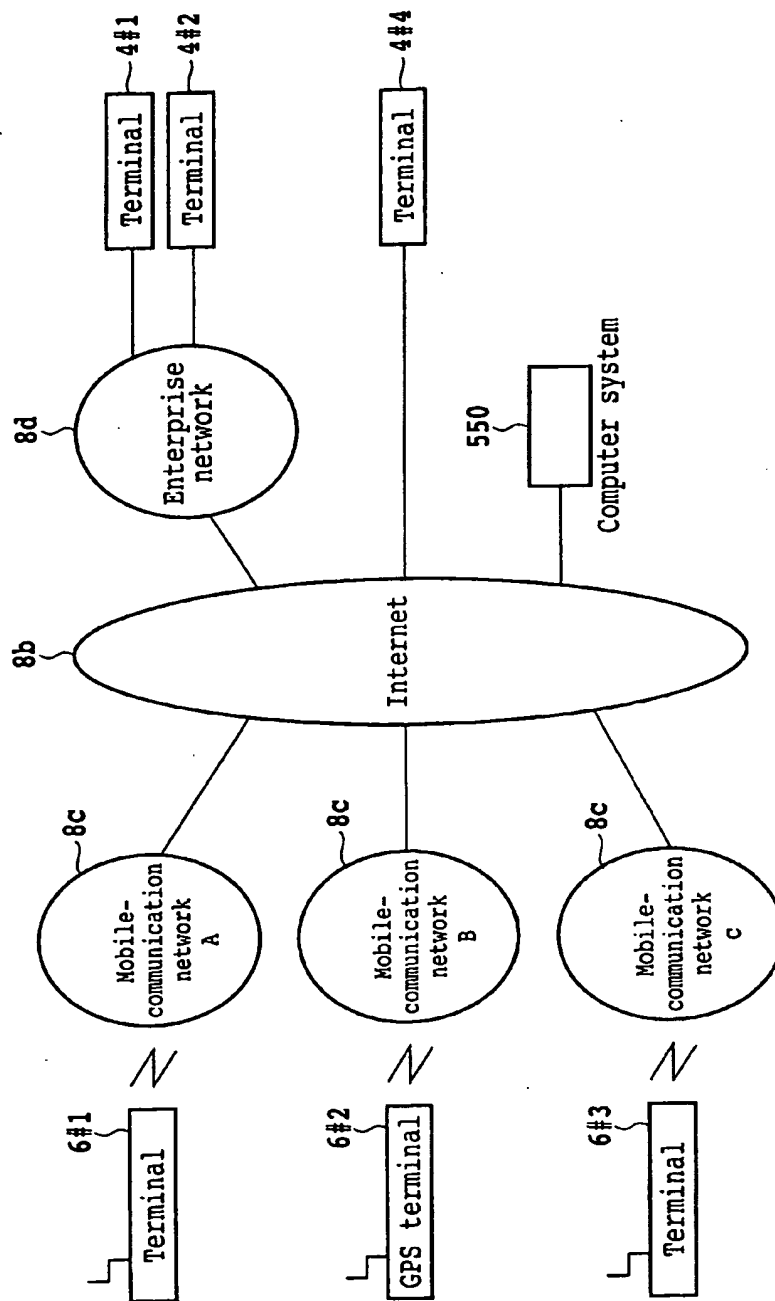 6#1
Terminal
8c
Mobile-
communication
network
A
6#2
GPS terminal
8c
Mobile-
communication
network
B
6#3
Terminal
8c
Mobile-
communication
network
c
8b
Internet
8d
Enterprise
network
Terminal
4#1
Terminal
4#2
Terminal
4#4
550
Computer system